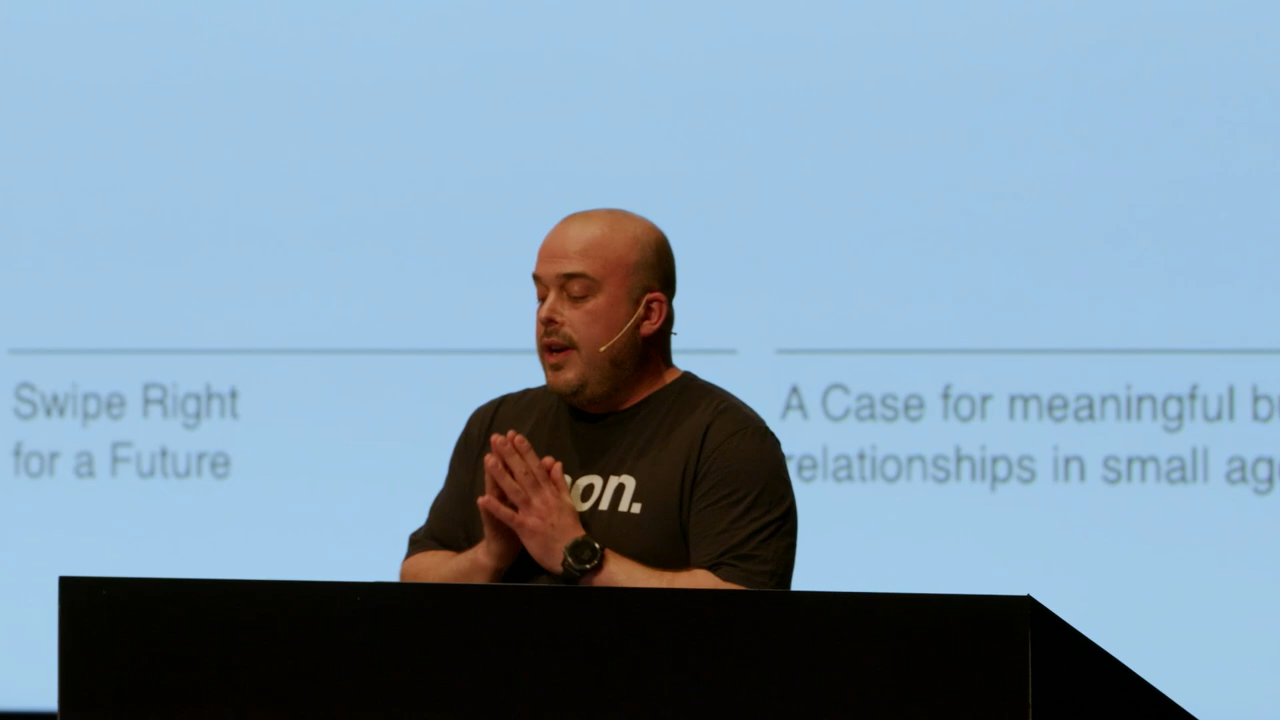 Swipe Right
for a Future
A Case for meaningful
relationships in small
on.